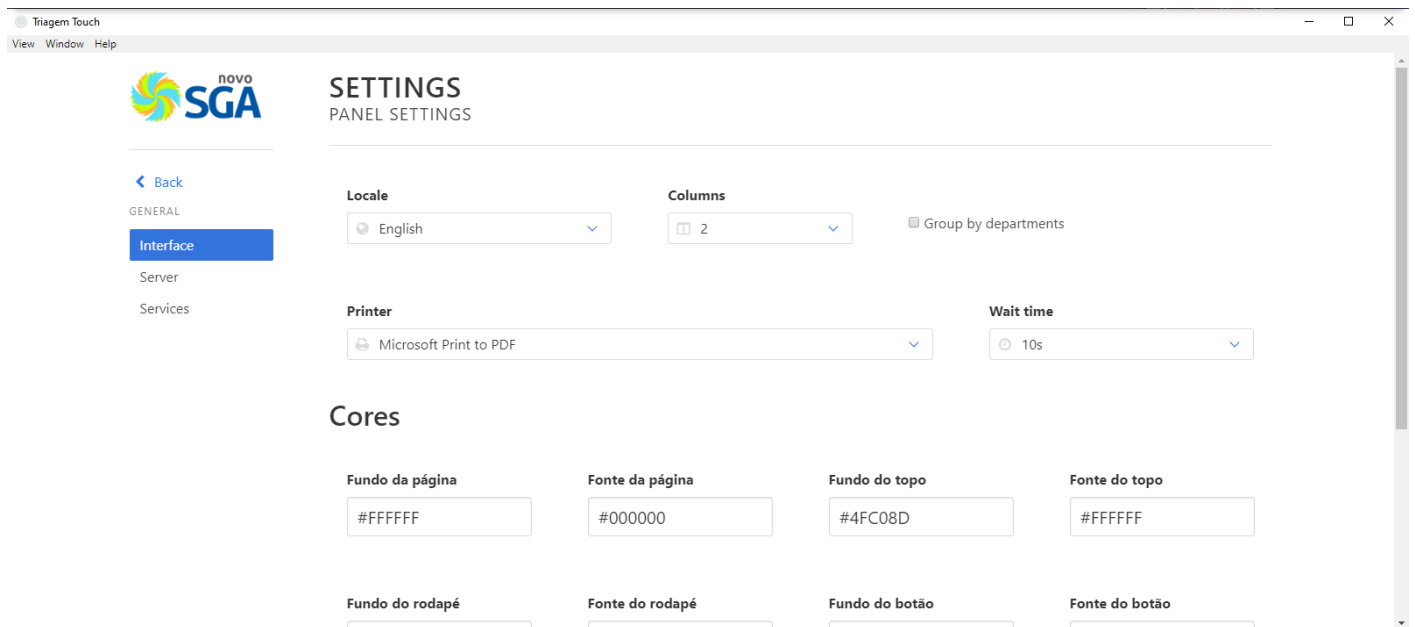 Triagem Touch
View Window Help
novo
SGA
SETTINGS
PANEL SETTINGS
Back
GENERAL
Interface
Server
Services
Locale Columns
English 2 Group by departments
Printer Wait time
Microsoft Print to PDF 10s
Cores
Fundo da página Fonte da página Fundo do topo Fonte do topo
#FFFFFF #000000 #4FC08D #FFFFFF
Fundo do rodapé Fonte do rodapé Fundo do botão Fonte do botão